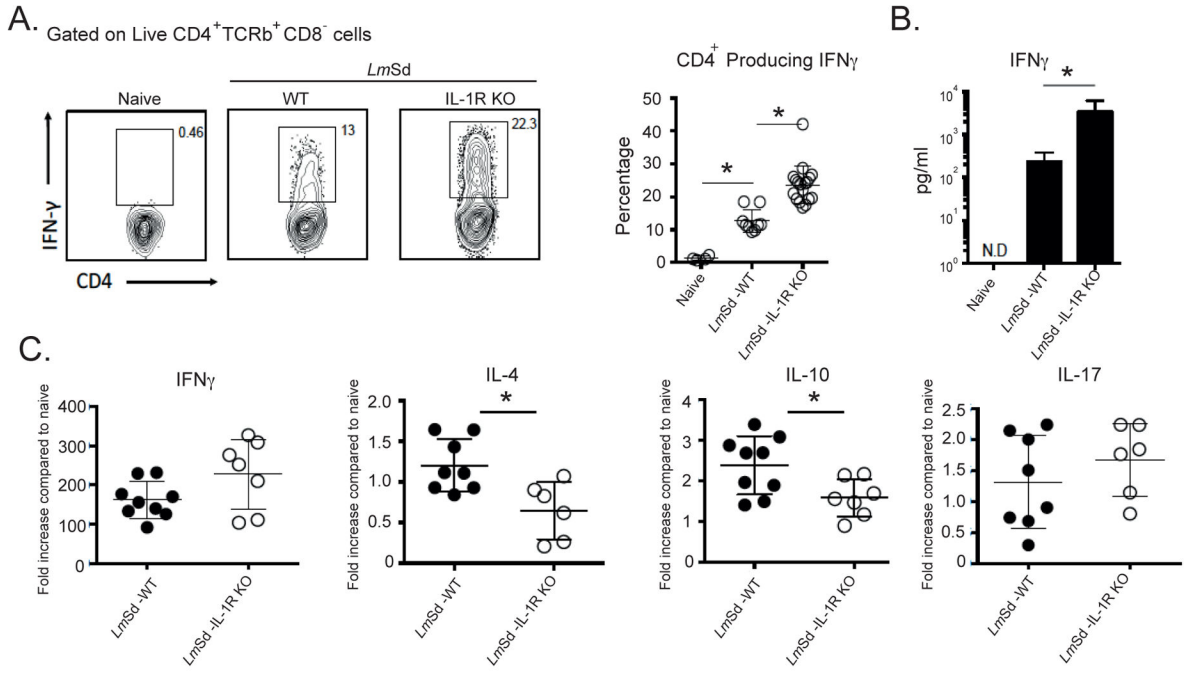 A.
Gated on Live CD4+TCRb+CD8- cells
LmSd
Naive
WT
IL-1R KO
0.46
13
22.3
IFN-γ
CD4
CD4+ Producing IFNγ
*
*
Percentage
50
40
30
20
10
0
Naive
LmSd -WT
LmSd -IL-1R KO
B.
IFNγ
*
pg/ml
10^4
10^3
10^2
10^1
10^0
N.D
Naive
LmSd -WT
LmSd -IL-1R KO
C.
IFNγ
Fold increase compared to naive
400
300
200
100
0
LmSd -WT
LmSd -IL-1R KO
IL-4
*
Fold increase compared to naive
2.0
1.5
1.0
0.5
0
LmSd -WT
LmSd -IL-1R KO
IL-10
*
Fold increase compared to naive
4
3
2
1
0
LmSd -WT
LmSd -IL-1R KO
IL-17
Fold increase compared to naive
2.5
2.0
1.5
1.0
0.5
0
LmSd -WT
LmSd -IL-1R KO